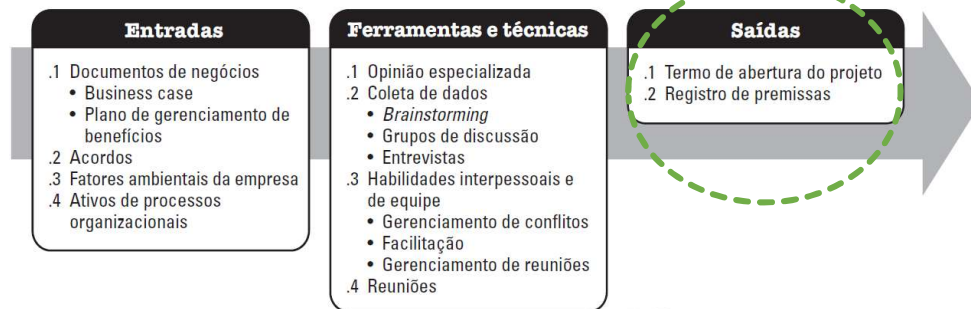 Entradas
.1 Documentos de negócios
• Business case
• Plano de gerenciamento de
benefícios
.2 Acordos
.3 Fatores ambientais da empresa
.4 Ativos de processos
organizacionais
Ferramentas e técnicas
.1 Opinião especializada
.2 Coleta de dados
• Brainstorming
• Grupos de discussão
• Entrevistas
.3 Habilidades interpessoais e
de equipe
• Gerenciamento de conflitos
• Facilitação
• Gerenciamento de reuniões
.4 Reuniões
Saídas
.1 Termo de abertura do projeto
.2 Registro de premissas